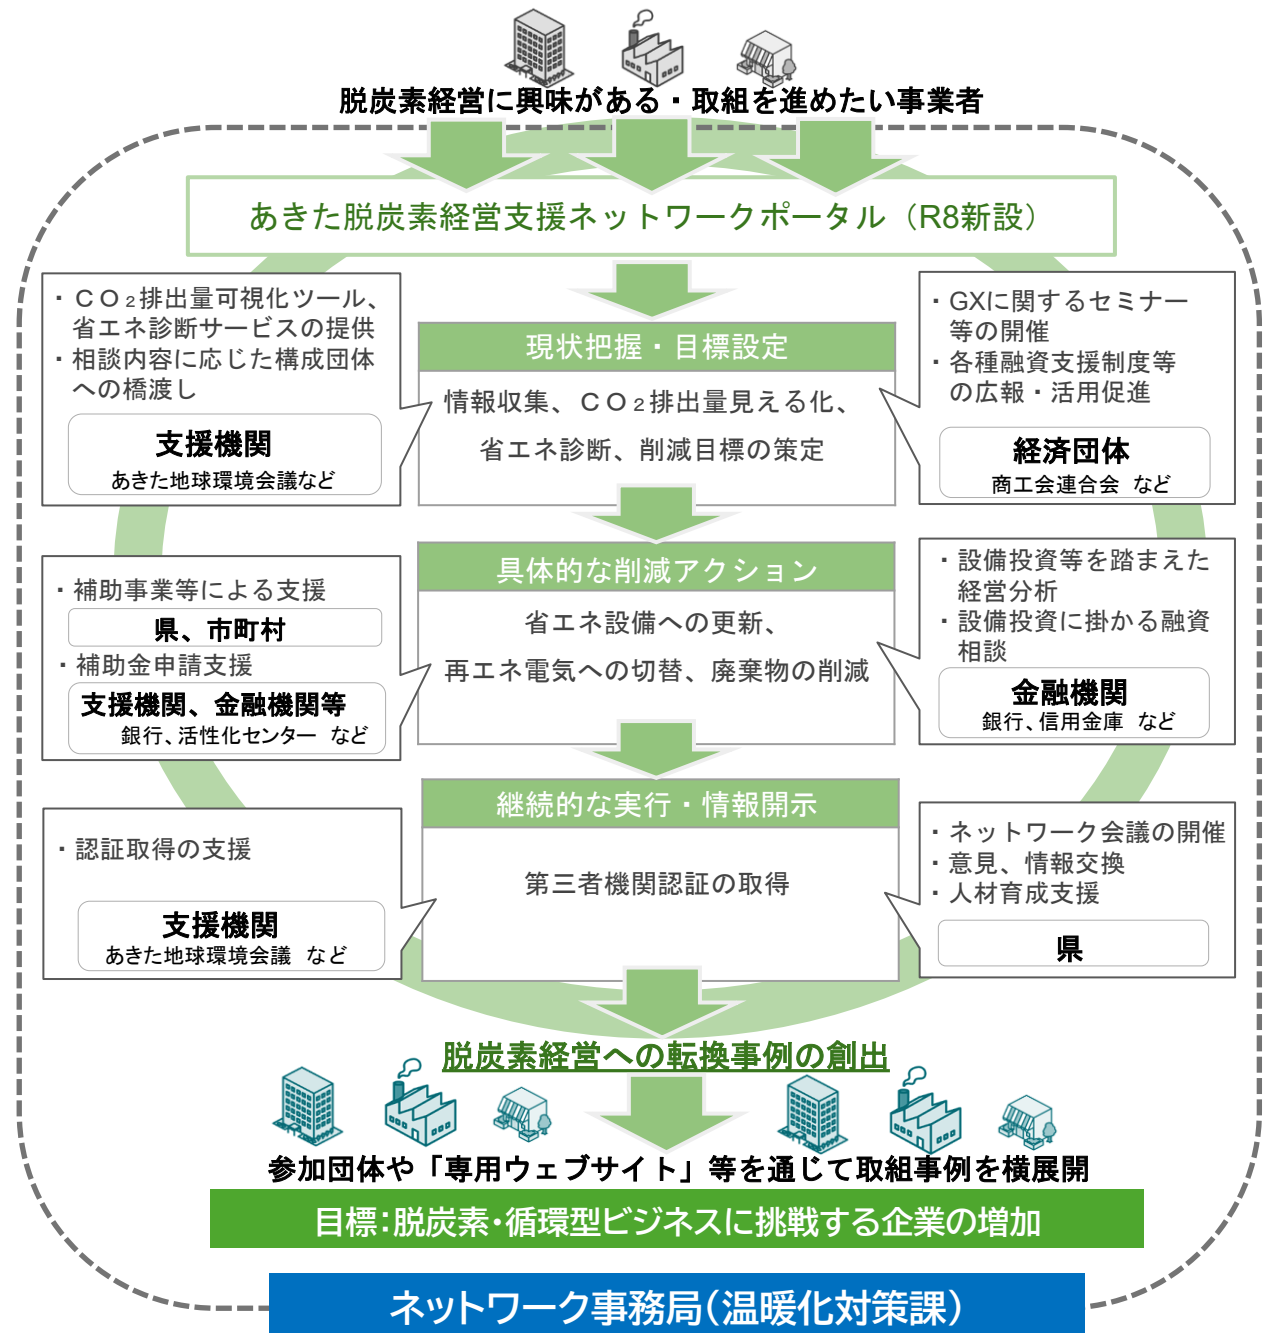 脱炭素経営に興味がある・取組を進めたい事業者
あきた脱炭素経営支援ネットワークポータル（R8新設）
・ＣＯ₂排出量可視化ツール、
省エネ診断サービスの提供
・相談内容に応じた構成団体
への橋渡し
支援機関
あきた地球環境会議など
現状把握・目標設定
情報収集、ＣＯ₂排出量見える化、
省エネ診断、削減目標の策定
・GXに関するセミナー
等の開催
・各種融資支援制度等
の広報・活用促進
経済団体
商工会連合会 など
・補助事業等による支援
県、市町村
・補助金申請支援
支援機関、金融機関等
銀行、活性化センター など
具体的な削減アクション
省エネ設備への更新、
再エネ電気への切替、廃棄物の削減
・設備投資等を踏まえた
経営分析
・設備投資に掛かる融資
相談
金融機関
銀行、信用金庫 など
・認証取得の支援
支援機関
あきた地球環境会議 など
継続的な実行・情報開示
第三者機関認証の取得
・ネットワーク会議の開催
・意見、情報交換
・人材育成支援
県
脱炭素経営への転換事例の創出
参加団体や「専用ウェブサイト」等を通じて取組事例を横展開
目標：脱炭素・循環型ビジネスに挑戦する企業の増加
ネットワーク事務局（温暖化対策課）